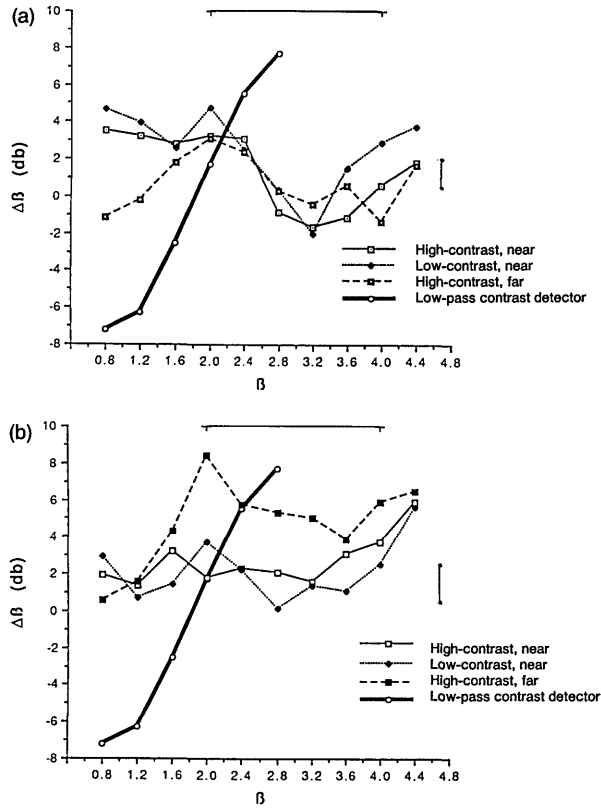 (a)
10
8
6
4
2
0
-2
-4
-6
-8
Δß (db)
High-contrast, near
Low-contrast, near
High-contrast, far
Low-pass contrast detector
0.8 1.2 1.6 2.0 2.4 2.8 3.2 3.6 4.0 4.4 4.8
ß
(b)
10
8
6
4
2
0
-2
-4
-6
-8
Δß (db)
High-contrast, near
Low-contrast, near
High-contrast, far
Low-pass contrast detector
0.8 1.2 1.6 2.0 2.4 2.8 3.2 3.6 4.0 4.4 4.8
ß